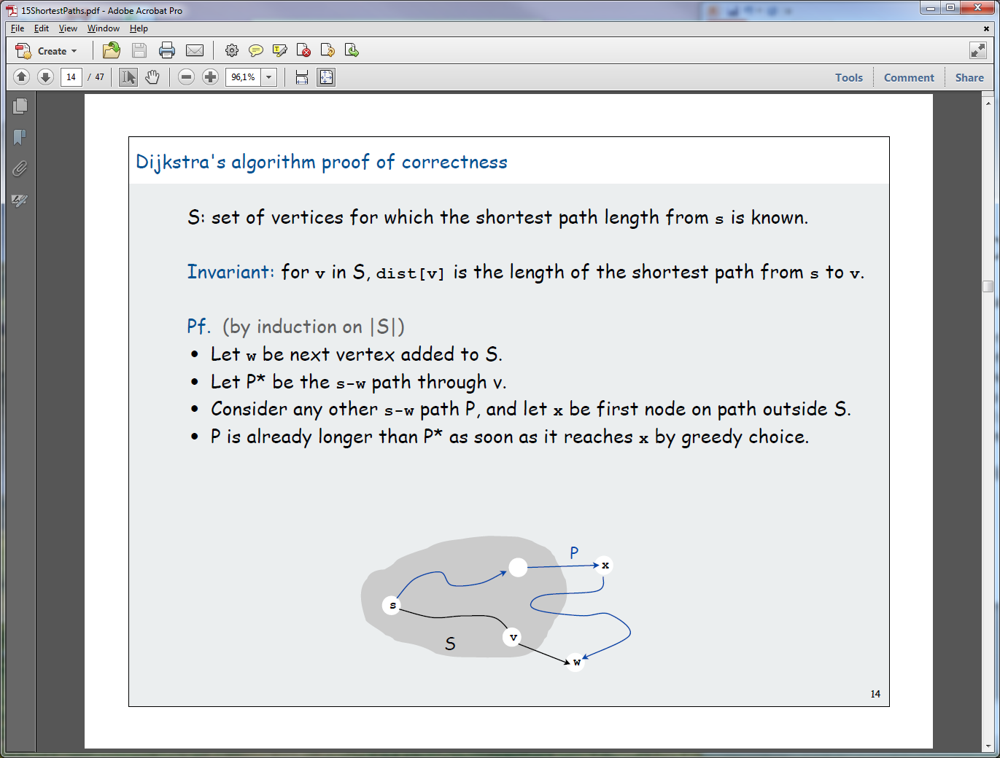 15ShortestPaths.pdf - Adobe Acrobat Pro
File Edit View Window Help
Create
14 / 47 96,1% Tools Comment Share
Dijkstra's algorithm proof of correctness
S: set of vertices for which the shortest path length from s is known.
Invariant: for v in S, dist[v] is the length of the shortest path from s to v.
Pf. (by induction on |S|)
• Let w be next vertex added to S.
• Let P* be the s-w path through v.
• Consider any other s-w path P, and let x be first node on path outside S.
• P is already longer than P* as soon as it reaches x by greedy choice.
P
x
s
v
S
w
14